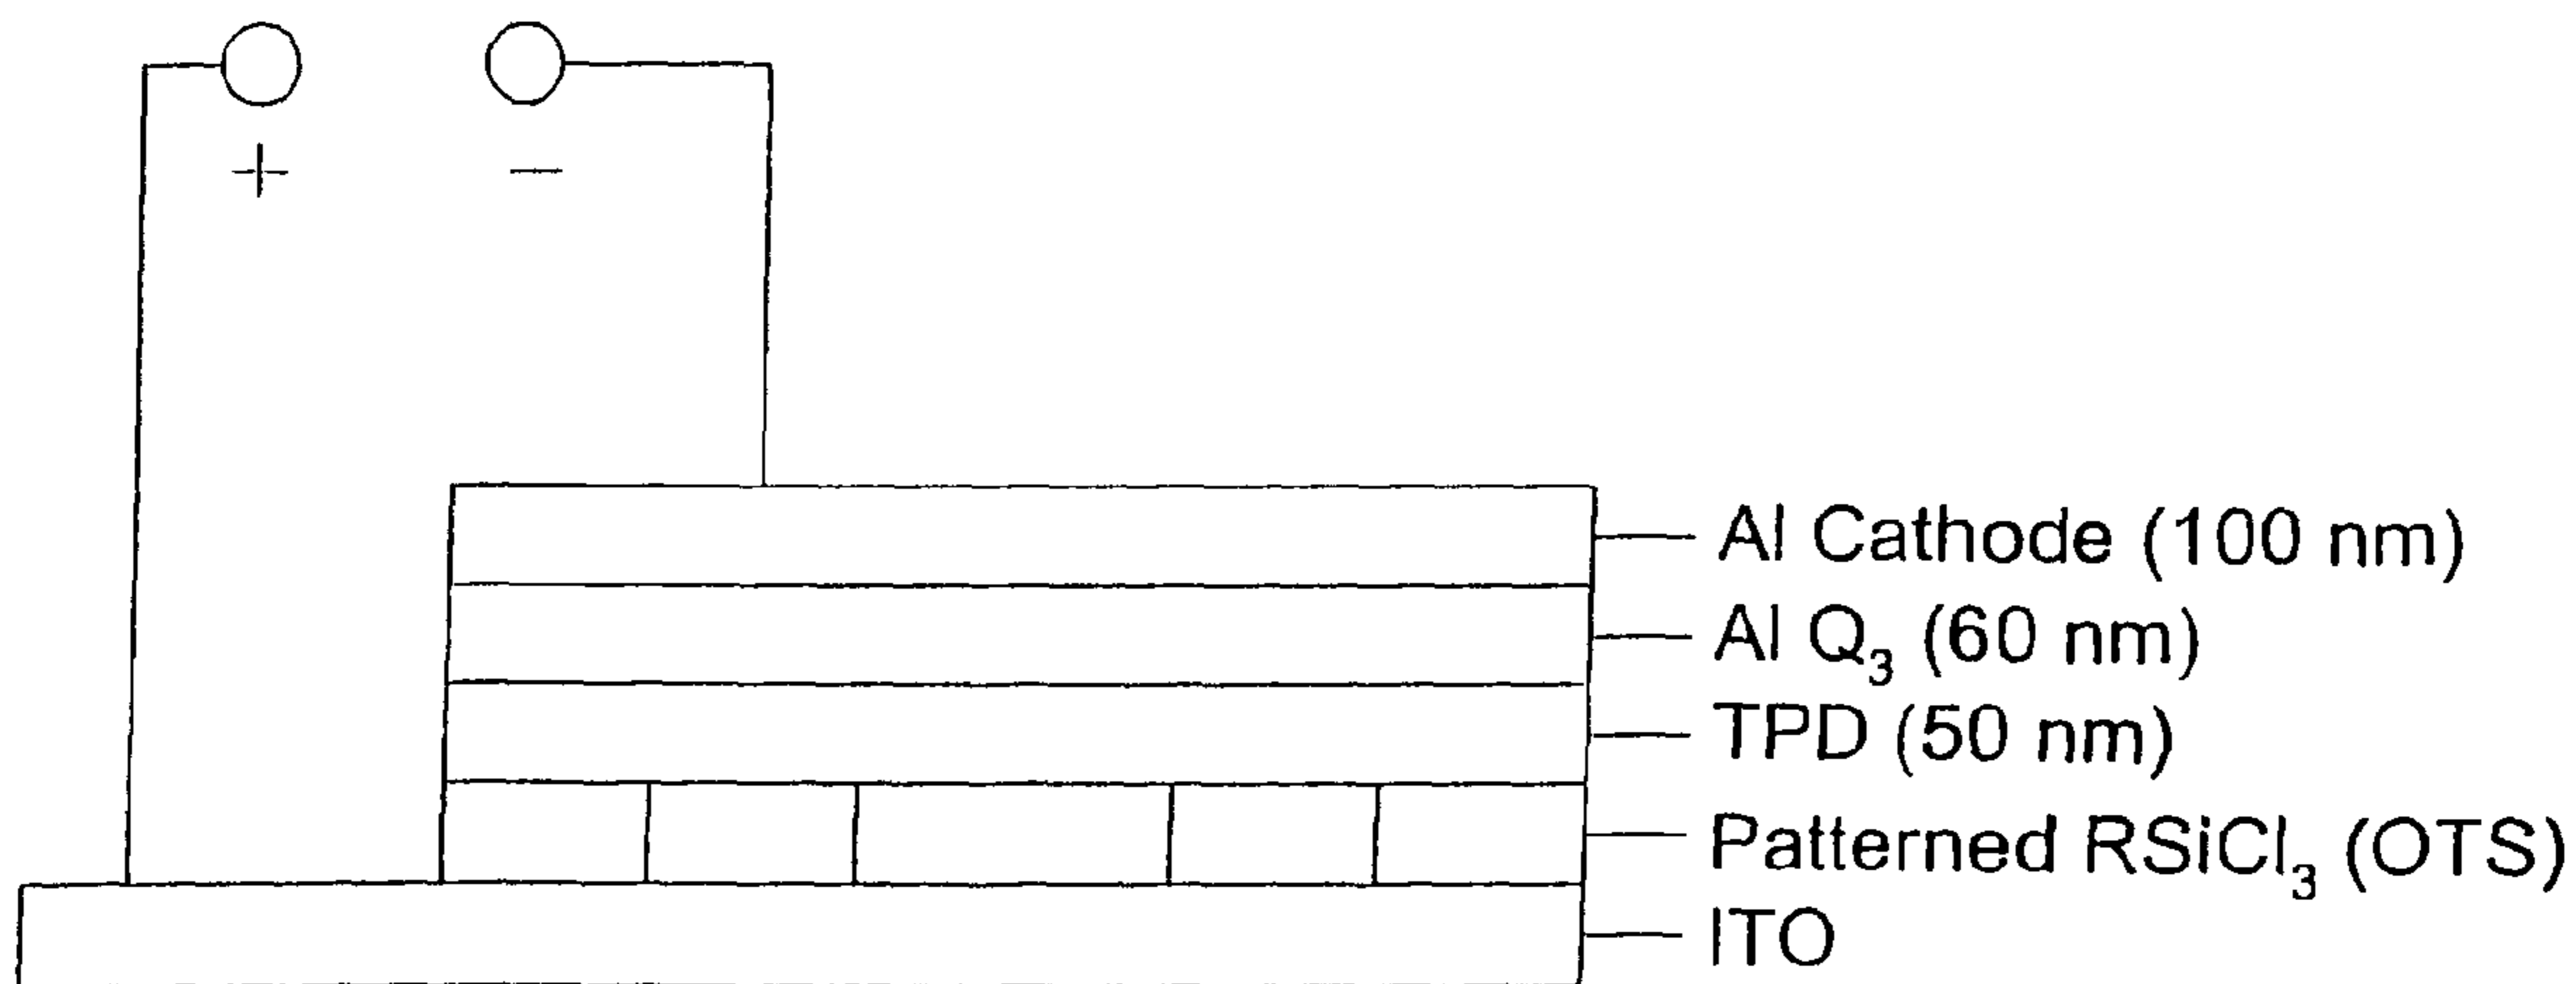 + −
Al Cathode (100 nm)
Al Q₃ (60 nm)
TPD (50 nm)
Patterned RSiCl₃ (OTS)
ITO